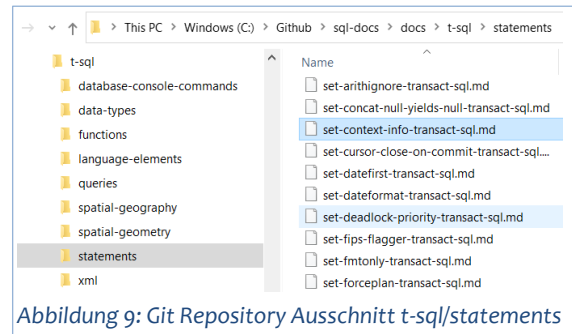 > This PC > Windows (C:) > Github > sql-docs > docs > t-sql > statements
t-sql
database-console-commands
data-types
functions
language-elements
queries
spatial-geography
spatial-geometry
statements
xml
Name
set-arithignore-transact-sql.md
set-concat-null-yields-null-transact-sql.md
set-context-info-transact-sql.md
set-cursor-close-on-commit-transact-sql....
set-datefirst-transact-sql.md
set-dateformat-transact-sql.md
set-deadlock-priority-transact-sql.md
set-fips-flagger-transact-sql.md
set-fmtonly-transact-sql.md
set-forceplan-transact-sql.md
Abbildung 9: Git Repository Ausschnitt t-sql/statements